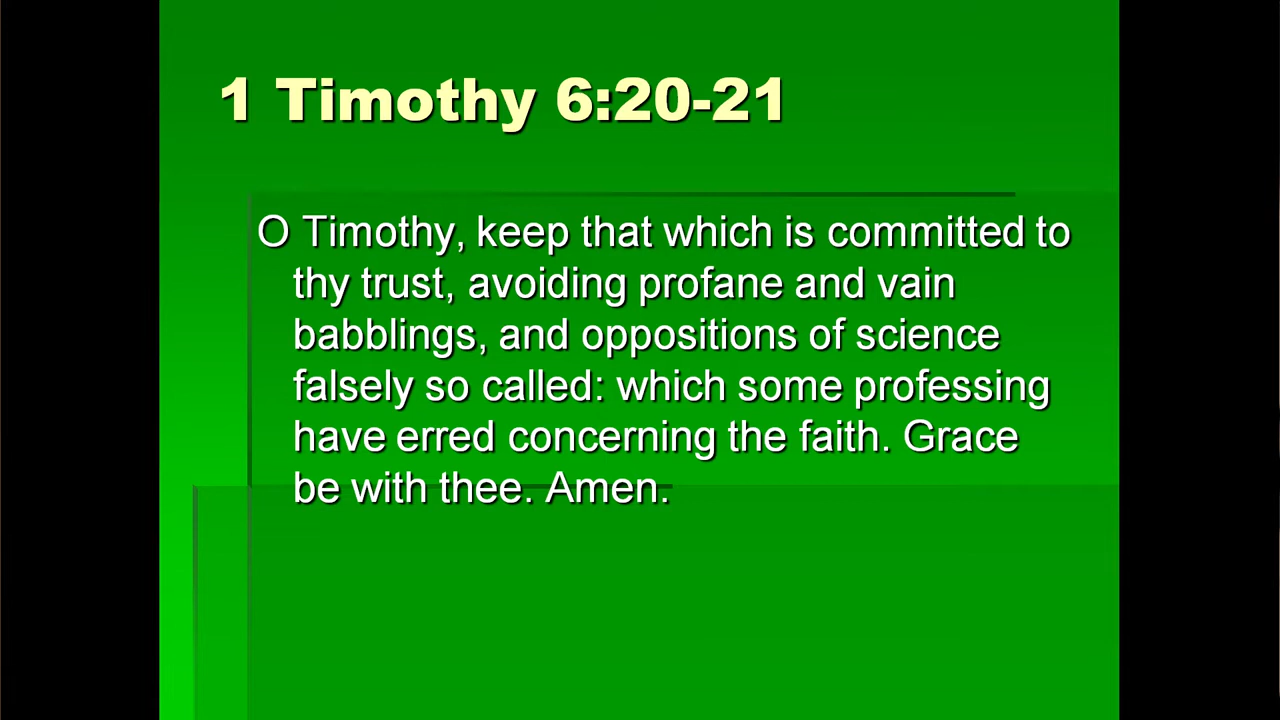 1 Timothy 6:20-21
O Timothy, keep that which is committed to
thy trust, avoiding profane and vain
babblings, and oppositions of science
falsely so called: which some professing
have erred concerning the faith. Grace
be with thee. Amen.